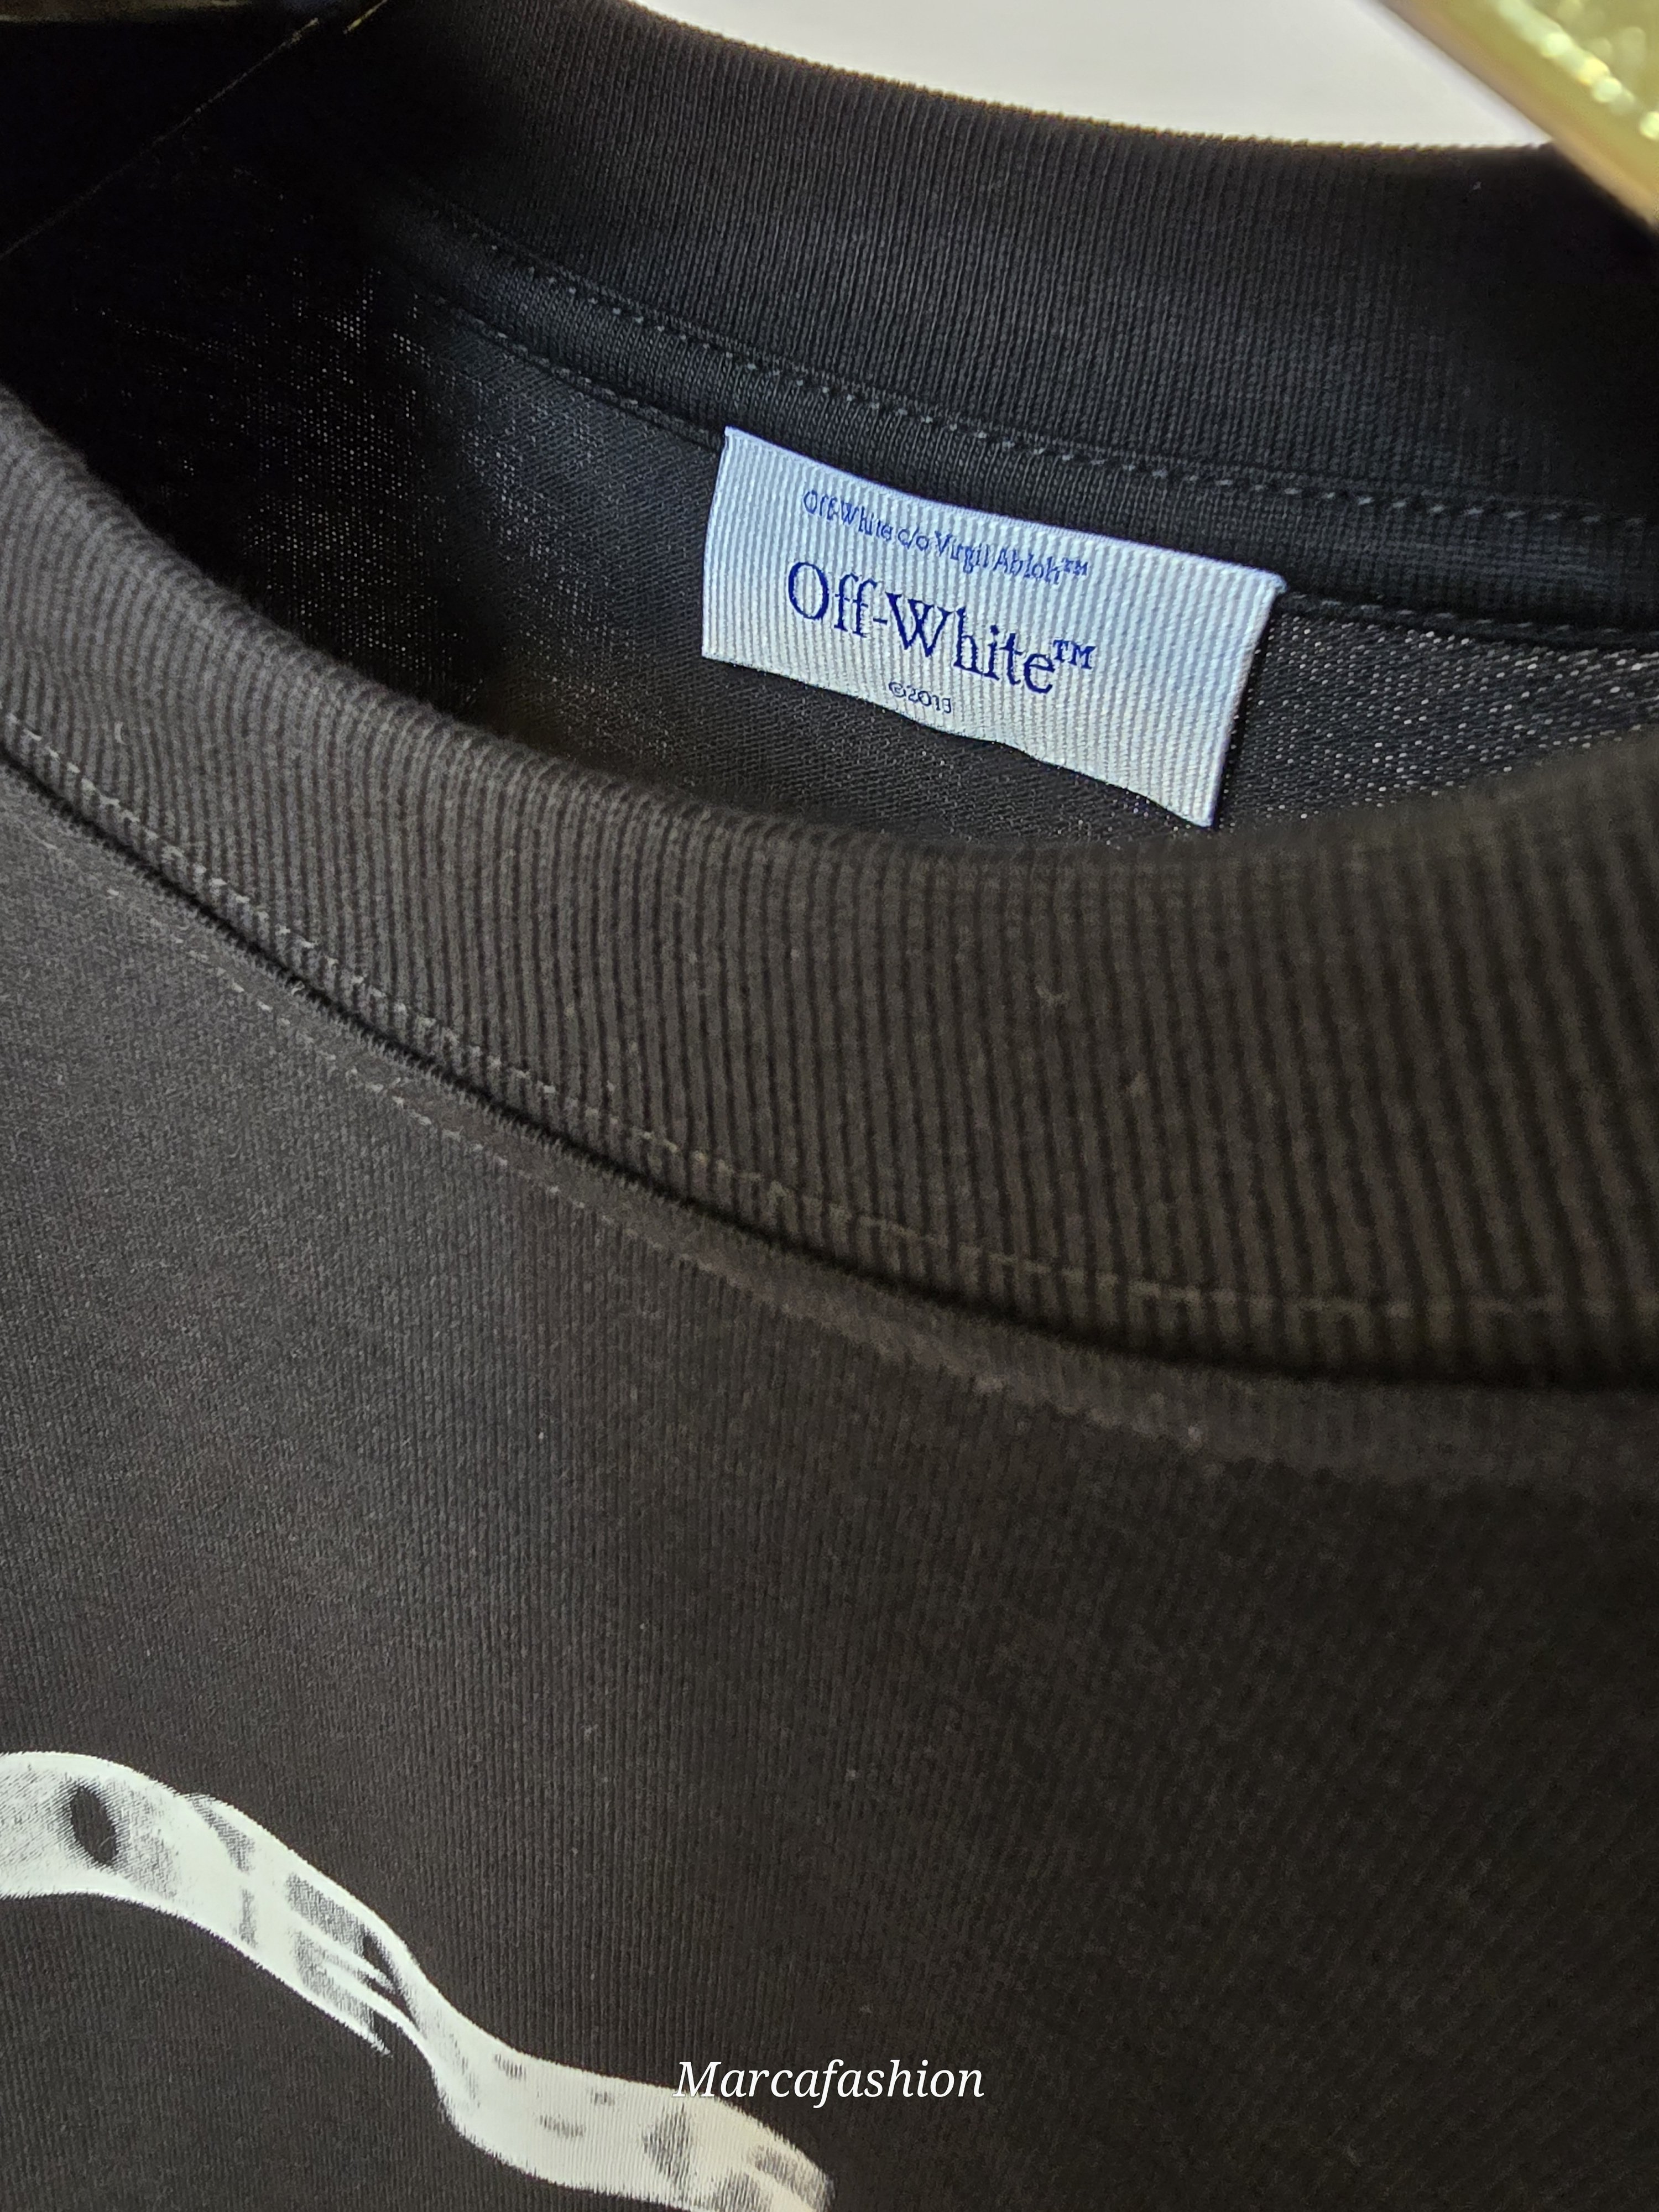 Off-White c/o Virgil Abloh™
Off-White™
©2013
Marcafashion